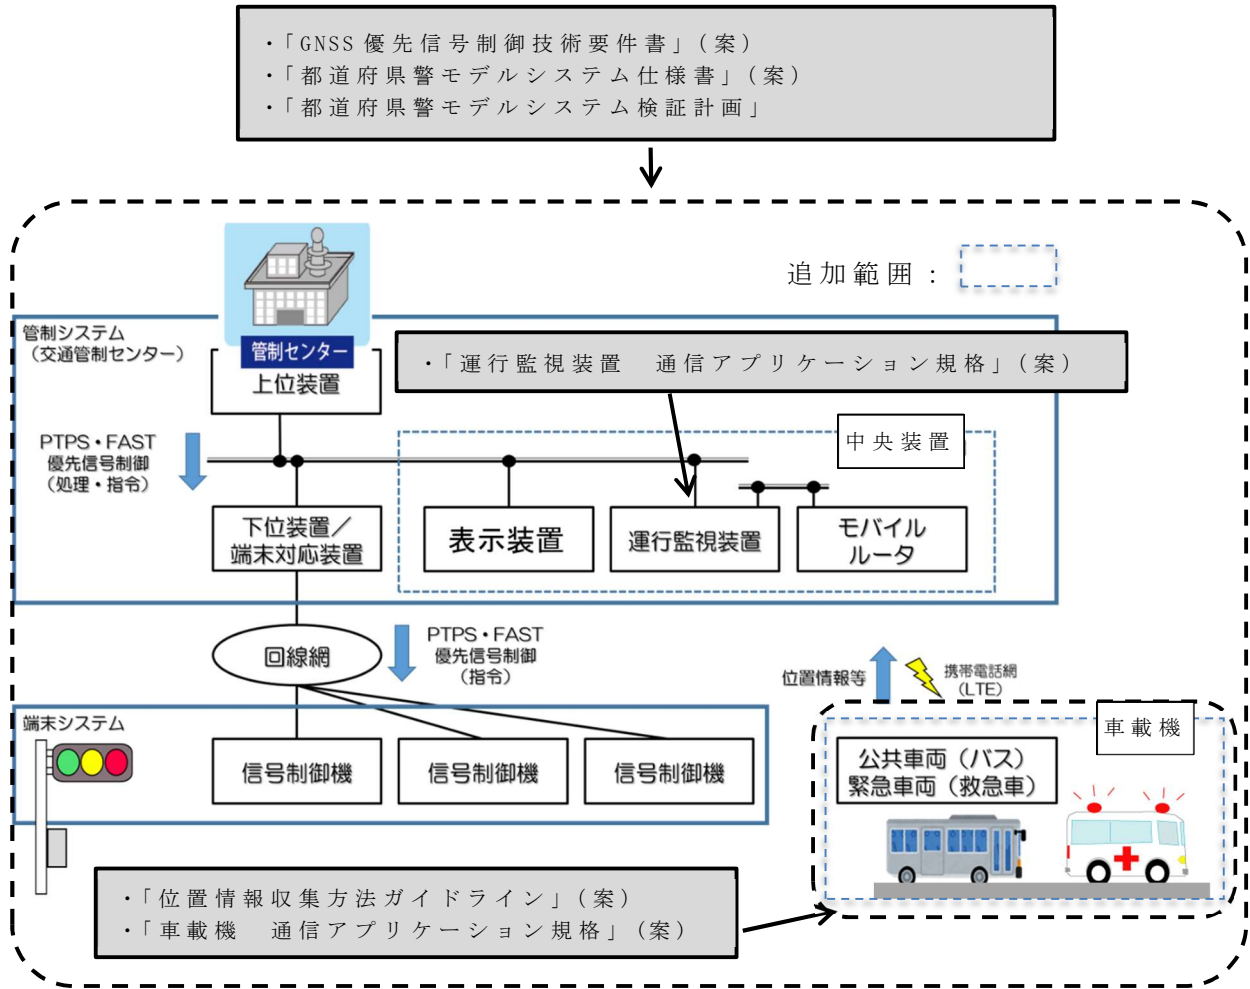 ・「GNSS優先信号制御技術要件書」（案）
・「都道府県警モデルシステム仕様書」（案）
・「都道府県警モデルシステム検証計画」
追加範囲：
管制システム
（交通管制センター）
管制センター
上位装置
・「運行監視装置　通信アプリケーション規格」（案）
PTPS・FAST
優先信号制御
（処理・指令）
中央装置
下位装置／
端末対応装置
表示装置
運行監視装置
モバイル
ルータ
回線網
PTPS・FAST
優先信号制御
（指令）
位置情報等
携帯電話網
（LTE）
端末システム
信号制御機
信号制御機
信号制御機
車載機
公共車両（バス）
緊急車両（救急車）
・「位置情報収集方法ガイドライン」（案）
・「車載機　通信アプリケーション規格」（案）